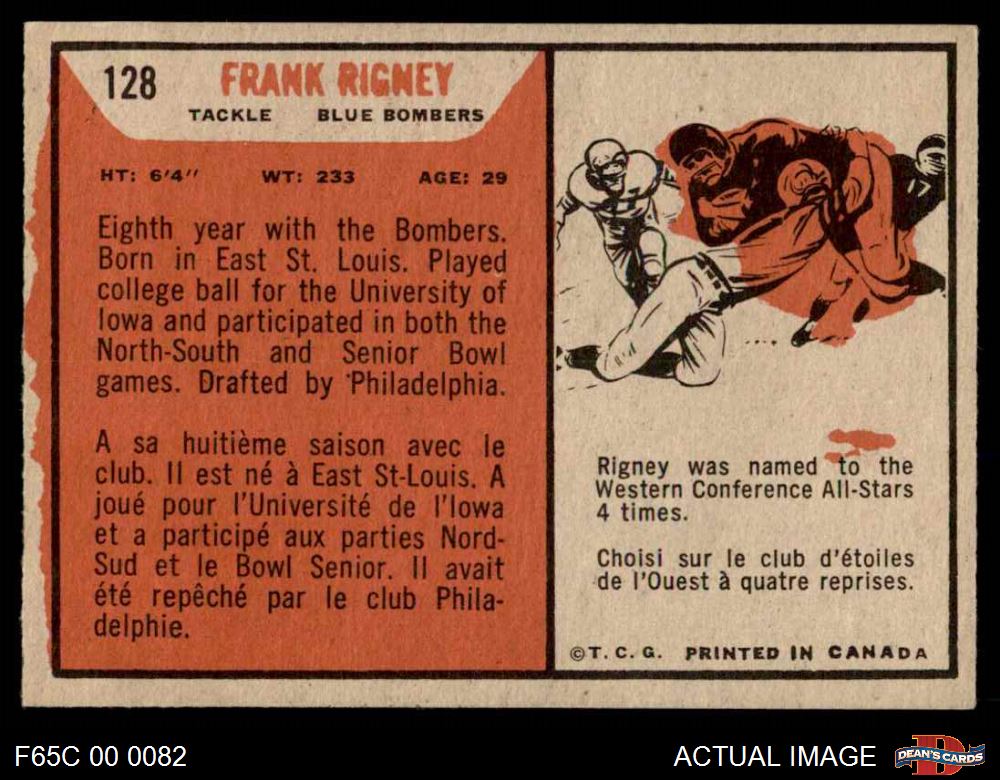 128
FRANK RIGNEY
TACKLE BLUE BOMBERS
HT: 6'4" WT: 233 AGE: 29
Eighth year with the Bombers.
Born in East St. Louis. Played
college ball for the University of
Iowa and participated in both the
North-South and Senior Bowl
games. Drafted by Philadelphia.
A sa huitième saison avec le
club. Il est né à East St-Louis. A
joué pour l'Université de l'Iowa
et a participé aux parties Nord-
Sud et le Bowl Senior. Il avait
été repêché par le club Phila-
delphie.
17
Rigney was named to the
Western Conference All-Stars
4 times.
Choisi sur le club d'étoiles
de l'Ouest à quatre reprises.
©T. C. G. PRINTED IN CANADA
F65C 00 0082
ACTUAL IMAGE
D
DEAN'S CARDS